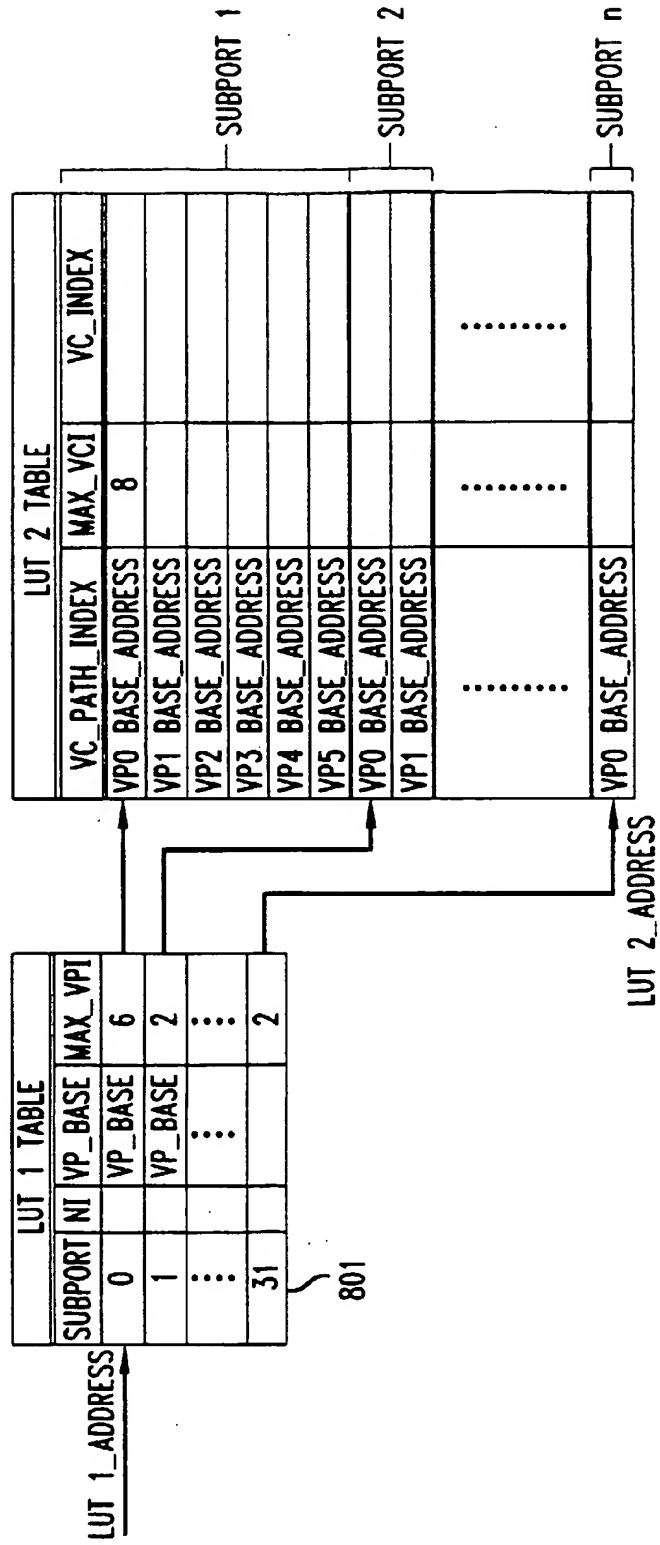 LUT 1_ADDRESS
LUT 1 TABLE
SUBPORT NI VP_BASE MAX_VPI
0 VP_BASE 6
1 VP_BASE 2
.... .... ....
31 2
801
LUT 2_ADDRESS
LUT 2 TABLE
VC_PATH_INDEX MAX_VCI VC_INDEX
VP0 BASE_ADDRESS 8
VP1 BASE_ADDRESS
VP2 BASE_ADDRESS
VP3 BASE_ADDRESS
VP4 BASE_ADDRESS
VP5 BASE_ADDRESS
VP0 BASE_ADDRESS
VP1 BASE_ADDRESS
......... ......... .........
VP0 BASE_ADDRESS
SUBPORT 1
SUBPORT 2
SUBPORT n